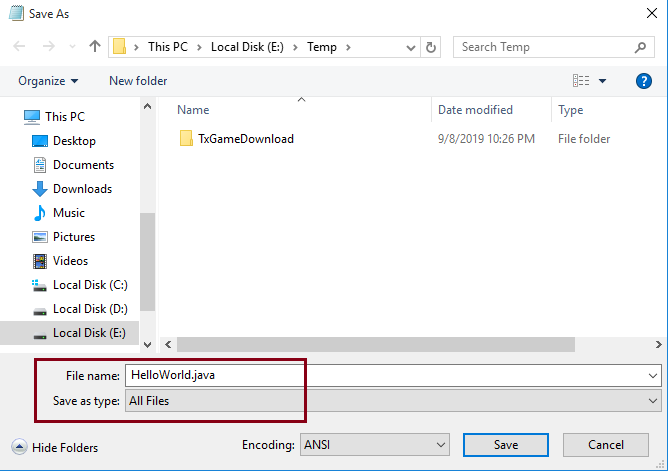 Save As
This PC > Local Disk (E:) > Temp >
Search Temp
Organize
New folder
?
Name
Date modified
Type
TxGameDownload
9/8/2019 10:26 PM
File folder
This PC
Desktop
Documents
Downloads
Music
Pictures
Videos
Local Disk (C:)
Local Disk (D:)
Local Disk (E:)
File name:
HelloWorld.java
Save as type:
All Files
Hide Folders
Encoding:
ANSI
Save
Cancel